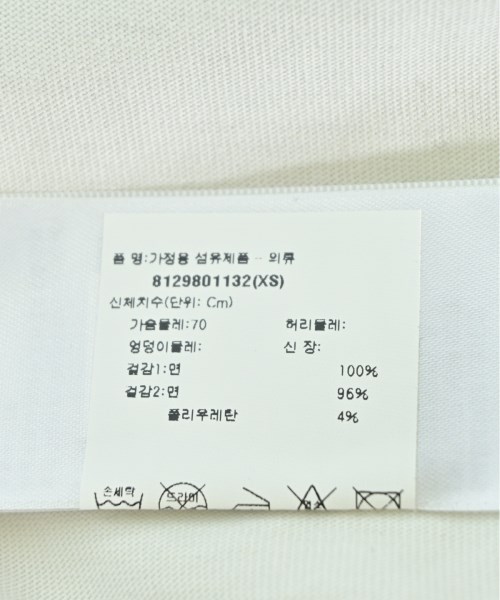 품 명:가정용 섬유제품 - 의류
8129801132(XS)
신체치수(단위: Cm)
가슴둘레:70 허리둘레:
엉덩이둘레: 신 장:
겉감1:면 100%
겉감2:면 96%
폴리우레탄 4%
손세탁 드라이